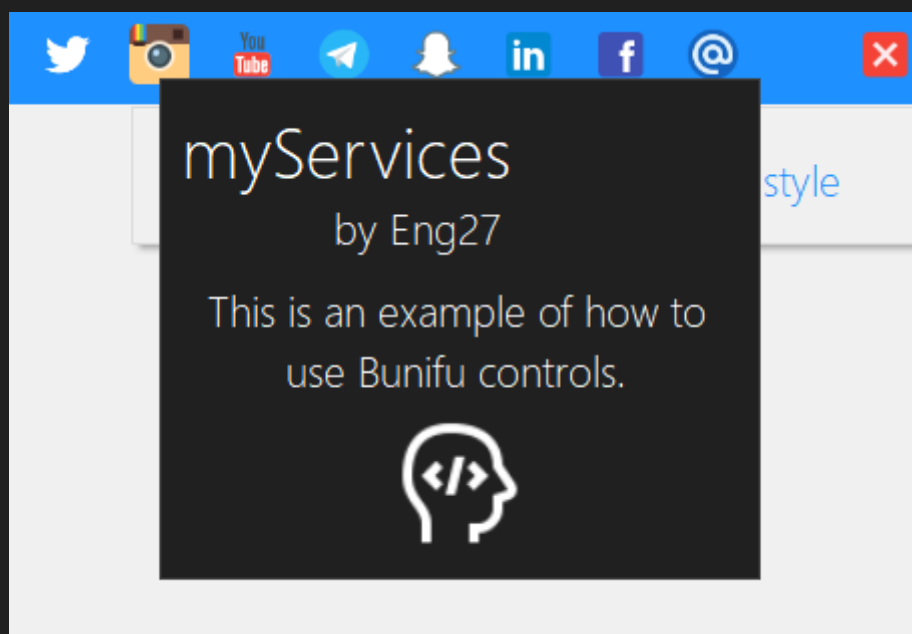 You
Tube
in
f
@
myServices
style
by Eng27
This is an example of how to
use Bunifu controls.
</>